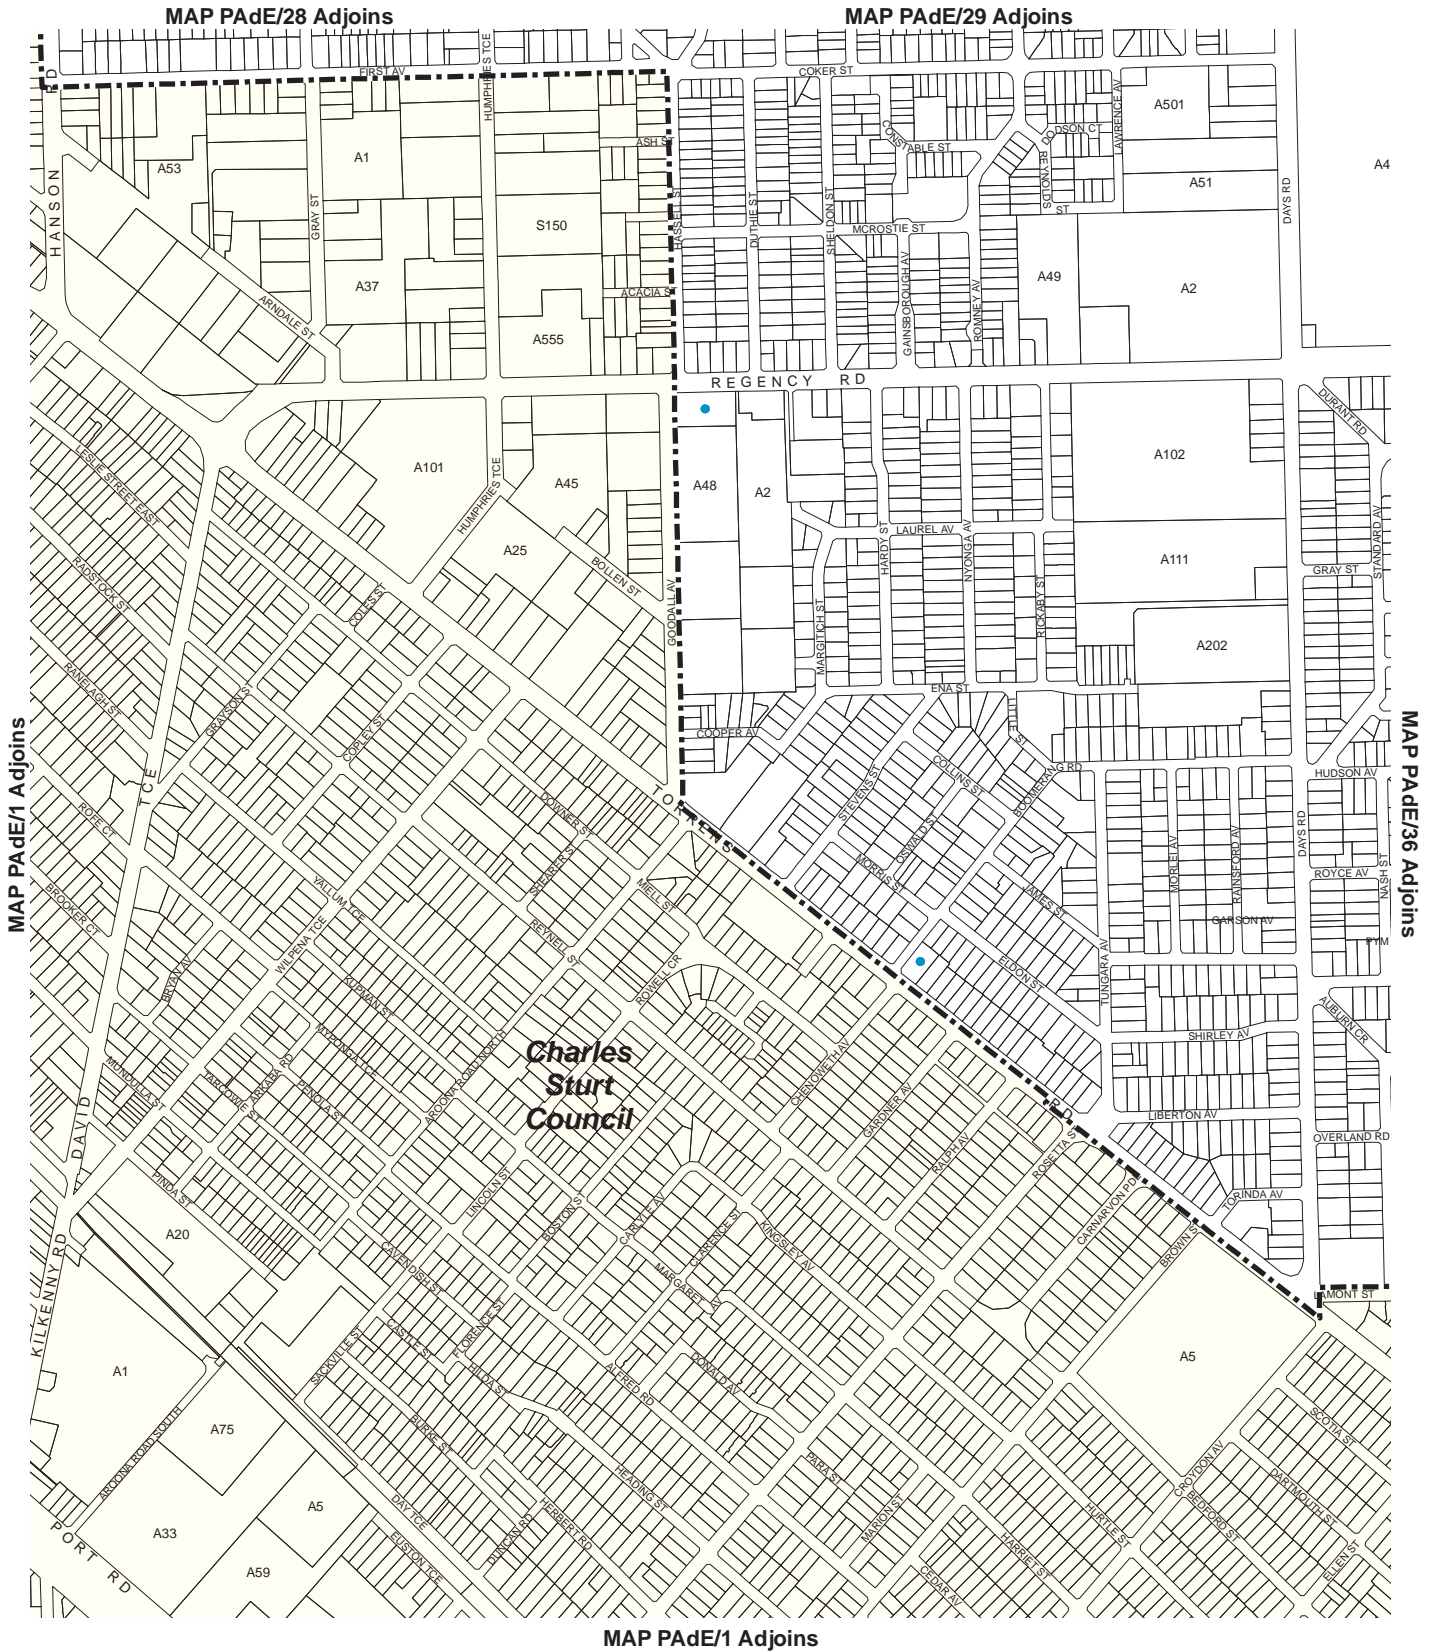 MAP PAdE/28 Adjoins
MAP PAdE/29 Adjoins
FIRST AV
HUMPHRIES TCE
COKER ST
RD
HANSON
A53
A1
GRAY ST
ASH ST
S150
HASSELL ST
DUTHIE ST
SHELDON ST
CONSTABLE ST
DODSON CT
LAWRENCE AV
REYNOLDS
ST
A501
A51
A4
DAYS RD
MCROSTIE ST
GAINSBOROUGH AV
ROMNEY AV
A49
A2
A37
ACACIA S
ARNDALE ST
A555
REGENCY RD
DURANT RD
LESLIE STREET EAST
A101
HUMPHRIES TCE
A45
A48
A2
A102
LAUREL AV
HARDY ST
NYONGA AV
STANDARD AV
A25
BOLLEN ST
A111
GRAY ST
RADSTOCK ST
COLES ST
GOODALL AV
MARGITICH ST
RICKABY ST
A202
RANELAGH ST
GRAYSON ST
COPLEY ST
ENA ST
LITTLE ST
COOPER AV
MAP PAdE/1 Adjoins
MAP PAdE/36 Adjoins
TCE
TORRENS
COLLINS ST
BOOMERANG RD
HUDSON AV
ROFE CT
DOWNER ST
STEVENS ST
OSWALD ST
DAYS RD
MORLEI AV
RAINSFORD AV
SHEARER ST
MORRIS ST
JAMES ST
ROYCE AV
NASH ST
BROOKER CT
YALLUM TCE
MIELL ST
GARSON AV
WILPENA TCE
REYNELL ST
PYM
BRYAN AV
KUPMAN ST
ROWELL CR
ELDON ST
TUNGARA AV
AUBURN CR
MYPONGA TCE
AROONA ROAD NORTH
Charles
Sturt
Council
CHENOWETH AV
SHIRLEY AV
MUNDULLA ST
TARCOWIE ST
ARKABA RD
PENOLA ST
GARDNER AV
RD
LIBERTON AV
DAVID
RALPH AV
ROSETTA S
OVERLAND RD
PINDA ST
LINCOLN ST
BOSTON ST
CARLYLE AV
CLARENCE ST
KINGSLEY AV
CARNARVON PDE
TORINDA AV
A20
CAVENDISH ST
MARGARET
AV
BROWN S
KILKENNY RD
LAMONT ST
FLORENCE ST
CASTLE ST
SACKVILLE ST
A1
HILDA ST
ALFRED RD
DONALD AV
A5
AROONA ROAD SOUTH
A75
BURKE ST
SCOTIA ST
HEADING ST
PARA ST
CROYDON AV
DARTMOUTH ST
A5
DAY TCE
HERBERT RD
MARION ST
BEDFORD ST
HURTLE ST
A33
EUSTON TCE
DUNCAN RD
HARRIET ST
ELLEN ST
PORT RD
A59
CEDAR AV
MAP PAdE/1 Adjoins